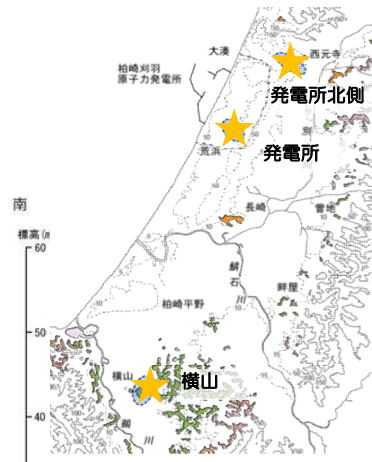 大湊
西元寺
柏崎刈羽
原子力発電所
発電所北側
荒浜
発電所
別
長崎
曽地
南
標高(m
60
鯖石川
柏崎平野
畔屋
50
横山
横山
鵜川
40